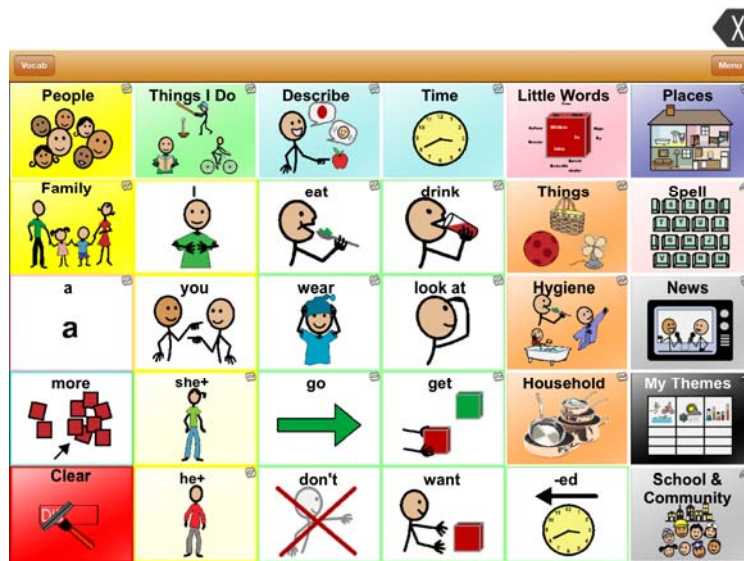 Vocab
Menu
People
Things I Do
Describe
Time
Little Words
Places
Family
I
eat
drink
Things
Spell
a
a
you
wear
look at
Hygiene
News
more
she+
go
get
Household
My Themes
Clear
he+
don't
want
-ed
School &
Community